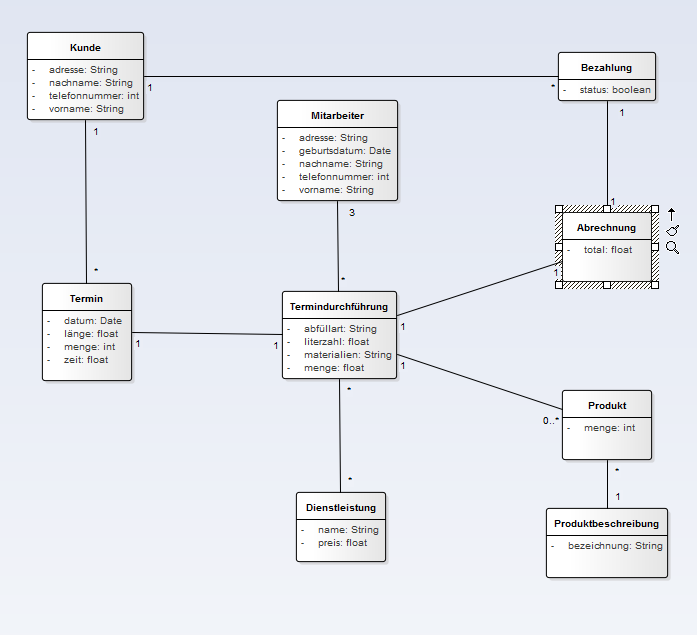 Kunde
- adresse: String
- nachname: String
- telefonnummer: int
- vorname: String
1
1
Bezahlung
- status: boolean
*
1
Mitarbeiter
- adresse: String
- geburtsdatum: Date
- nachname: String
- telefonnummer: int
- vorname: String
3
*
1
Abrechnung
- total: float
1
*
Termin
- datum: Date
- länge: float
- menge: int
- zeit: float
1
1
Termindurchführung
- abfüllart: String
- literzahl: float
- materialien: String
- menge: float
1
1
*
0..*
Produkt
- menge: int
*
1
*
Dienstleistung
- name: String
- preis: float
Produktbeschreibung
- bezeichnung: String